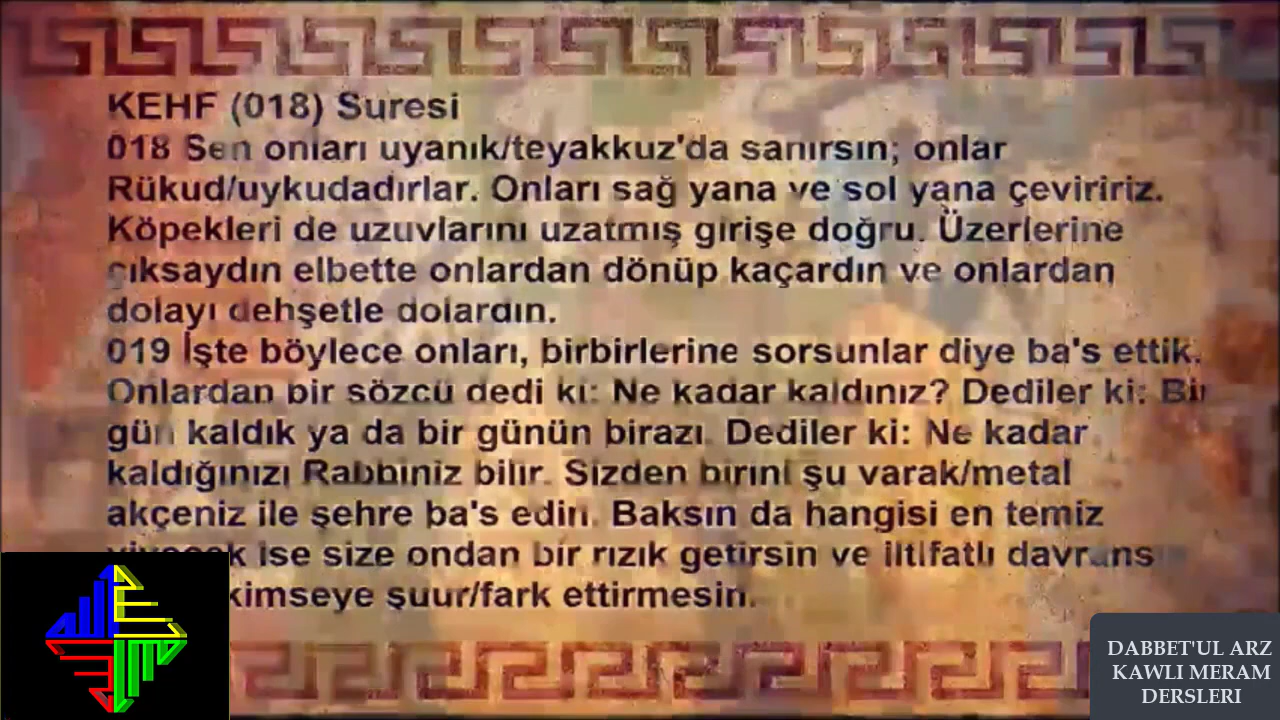 KEHF (018) Suresi
018 Sen onları uyanık/teyakkuz'da sanırsın; onlar
Rükud/uykudadırlar. Onları sağ yana ve sol yana çeviririz.
Köpekleri de uzuvlarını uzatmış girişe doğru. Üzerlerine
çıksaydın elbette onlardan dönüp kaçardın ve onlardan
dolayı dehşetle dolardın.
019 İşte böylece onları, birbirlerine sorsunlar diye ba's ettik.
Onlardan bir sözcü dedi ki: Ne kadar kaldınız? Dediler ki: Bir
gün kaldık ya da bir günün birazı. Dediler ki: Ne kadar
kaldığınızı Rabbiniz bilir. Sizden birini şu varak/metal
akçeniz ile şehre ba's edin. Baksın da hangisi en temiz
yiyecek ise size ondan bir rızık getirsin ve iltifatlı davransın
kimseye şuur/fark ettirmesin.
DABBET'UL ARZ
KAWLI MERAM
DERSLERI